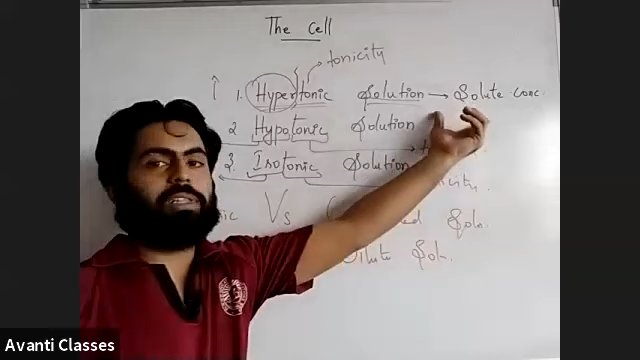 The Cell
tonicity
↑ 1. Hypertonic Solution → Solute conc.
2 Hypotonic Solution
3. Isotonic Solution
Vs Soln.
Dilute Soln.
Avanti Classes